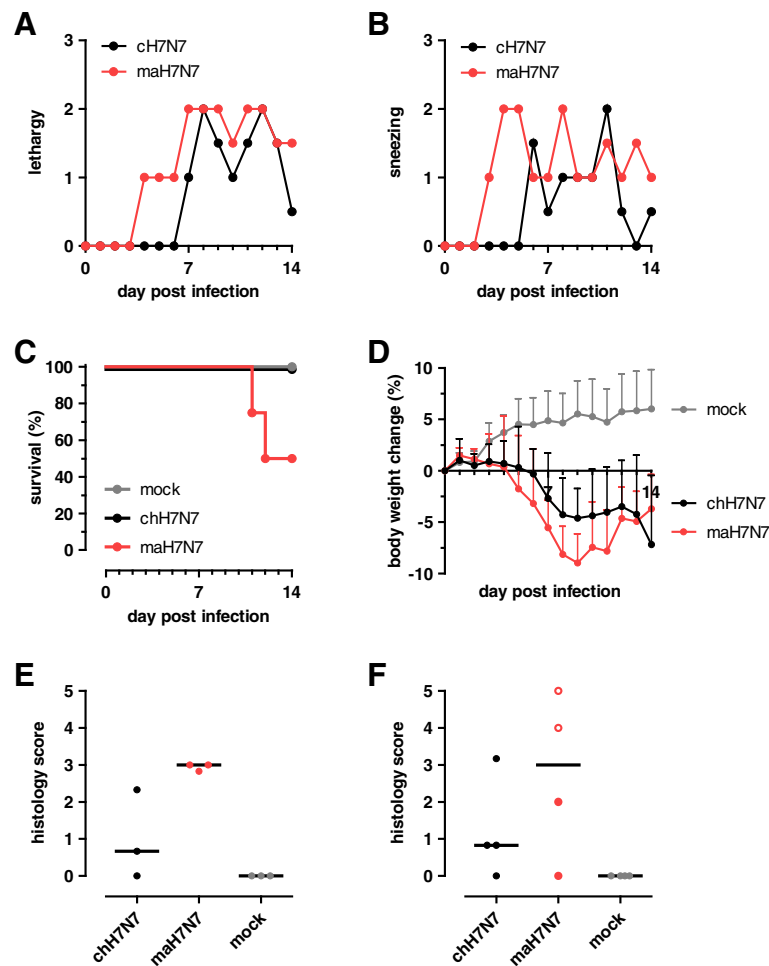 A
3
2
1
0
lethargy
cH7N7
maH7N7
0 7 14
day post infection
B
3
2
1
0
sneezing
cH7N7
maH7N7
0 7 14
day post infection
C
100
80
60
40
20
0
survival (%)
mock
chH7N7
maH7N7
0 7 14
day post infection
D
10
5
0
-5
-10
body weight change (%)
7 14
mock
chH7N7
maH7N7
day post infection
E
5
4
3
2
1
0
histology score
chH7N7
maH7N7
mock
F
5
4
3
2
1
0
histology score
chH7N7
maH7N7
mock